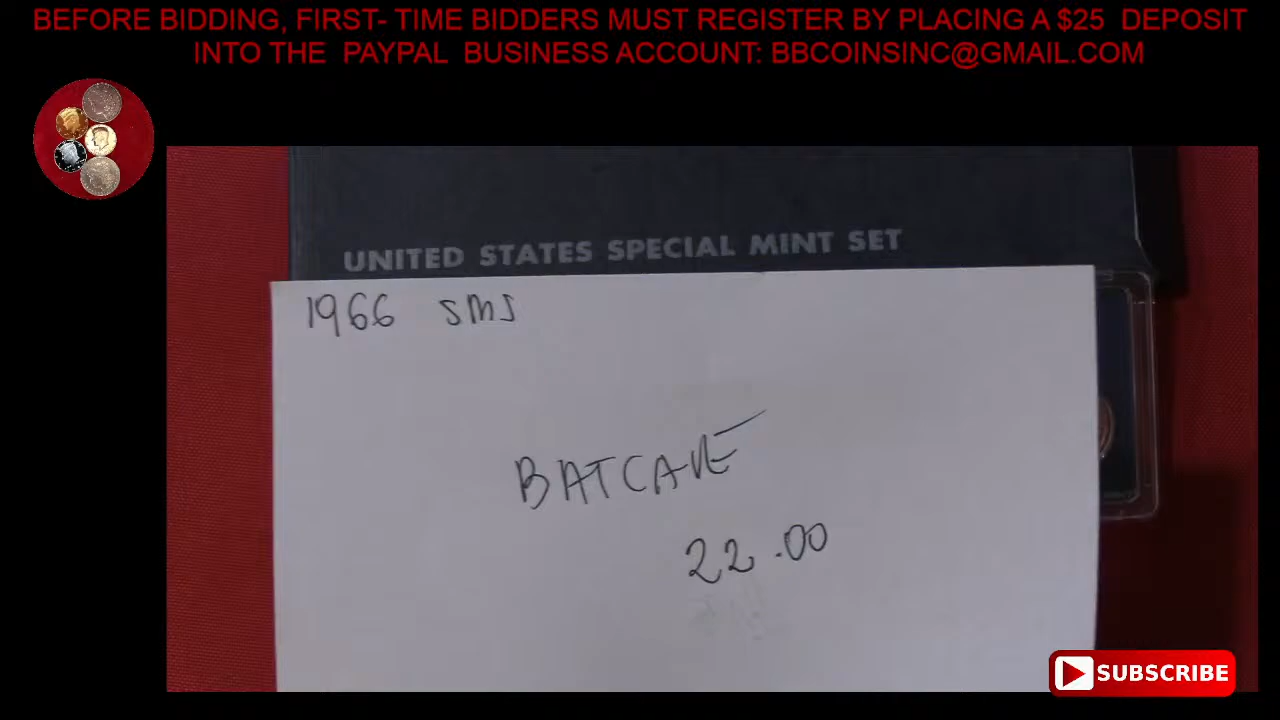 BEFORE BIDDING, FIRST- TIME BIDDERS MUST REGISTER BY PLACING A $25 DEPOSIT
INTO THE PAYPAL BUSINESS ACCOUNT: BBCOINSINC@GMAIL.COM
UNITED STATES SPECIAL MINT SET
1966 SMS
BATCAVE
22.00
SUBSCRIBE